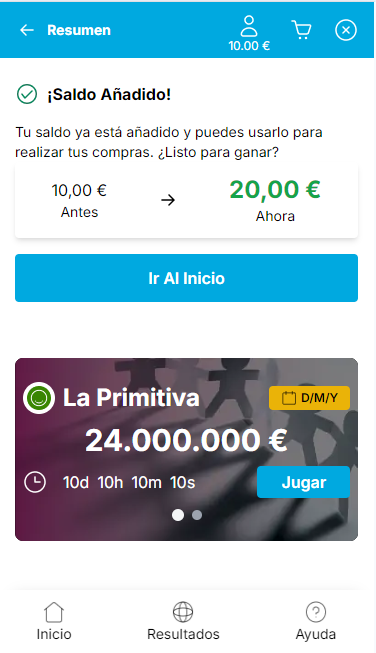 Resumen
10.00 €
¡Saldo Añadido!
Tu saldo ya está añadido y puedes usarlo para
realizar tus compras. ¿Listo para ganar?
10,00 €
Antes
20,00 €
Ahora
Ir Al Inicio
La Primitiva
D/M/Y
24.000.000 €
10d 10h 10m 10s
Jugar
Inicio
Resultados
Ayuda